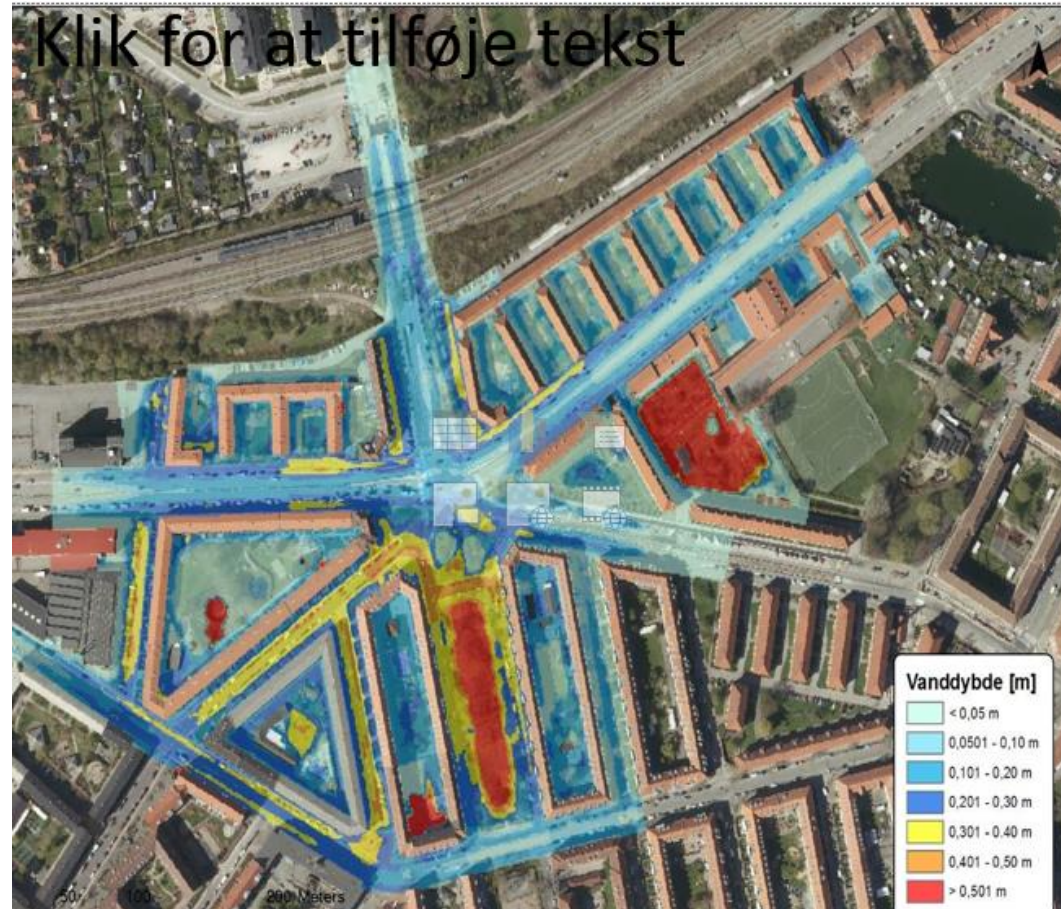 Klik for at tilføje tekst
N
Vanddybde [m]
< 0,05 m
0,0501 - 0,10 m
0,101 - 0,20 m
0,201 - 0,30 m
0,301 - 0,40 m
0,401 - 0,50 m
> 0,501 m
50 100 200 Meters